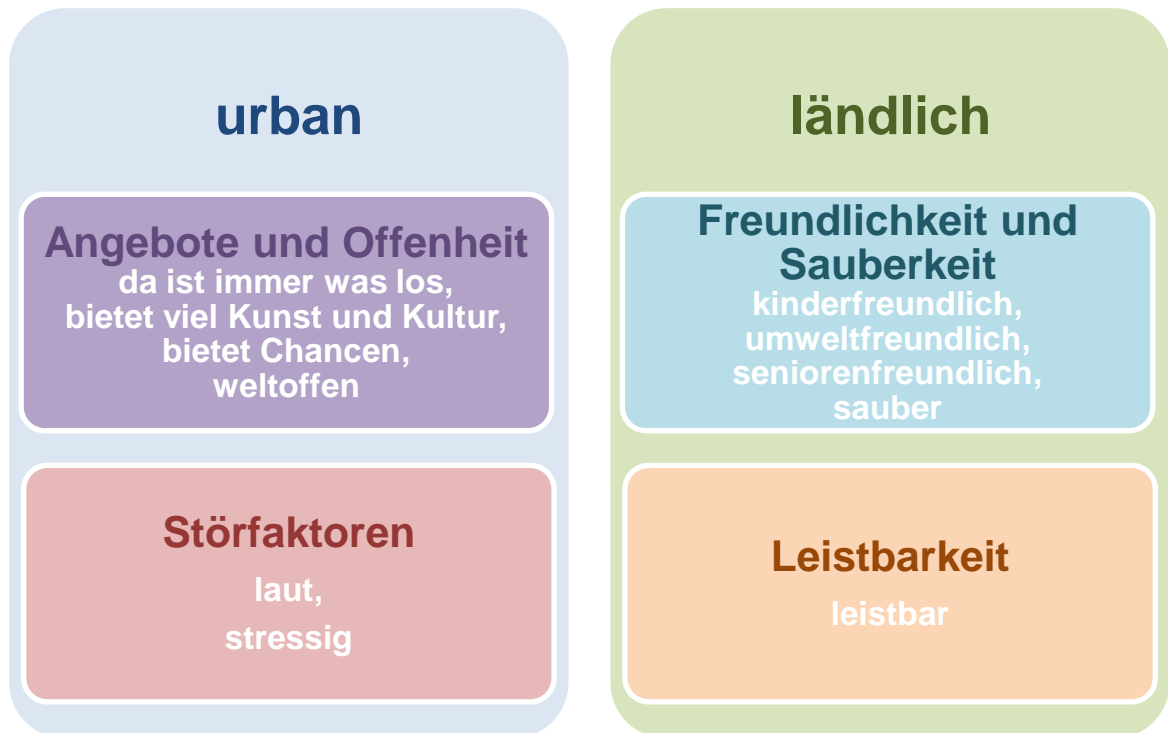 urban
Angebote und Offenheit
da ist immer was los,
bietet viel Kunst und Kultur,
bietet Chancen,
weltoffen
Störfaktoren
laut,
stressig
ländlich
Freundlichkeit und
Sauberkeit
kinderfreundlich,
umweltfreundlich,
seniorenfreundlich,
sauber
Leistbarkeit
leistbar